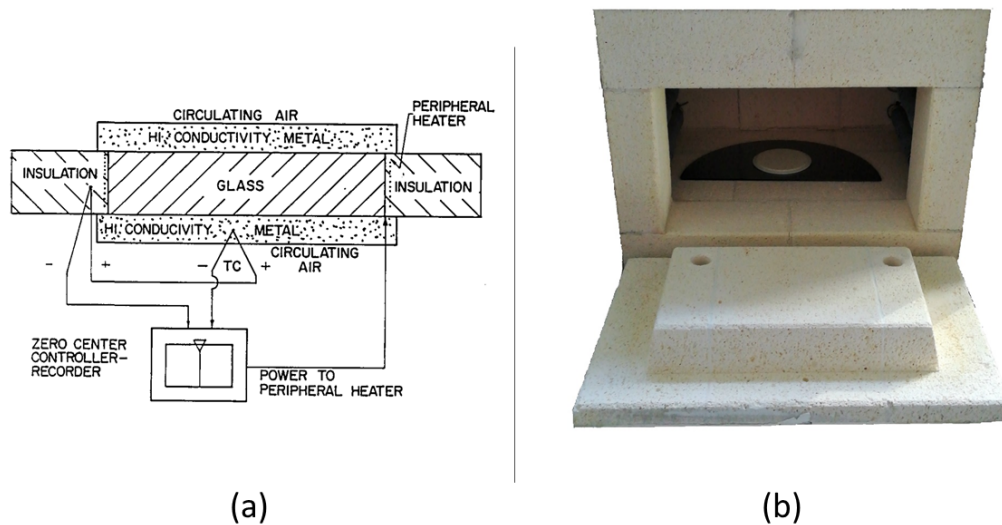 CIRCULATING AIR
PERIPHERAL
HEATER
HI CONDUCTIVITY METAL
INSULATION
GLASS
INSULATION
HI CONDUCIVITY METAL
CIRCULATING
AIR
- + - TC +
ZERO CENTER
CONTROLLER-
RECORDER
POWER TO
PERIPHERAL HEATER
(a)
(b)